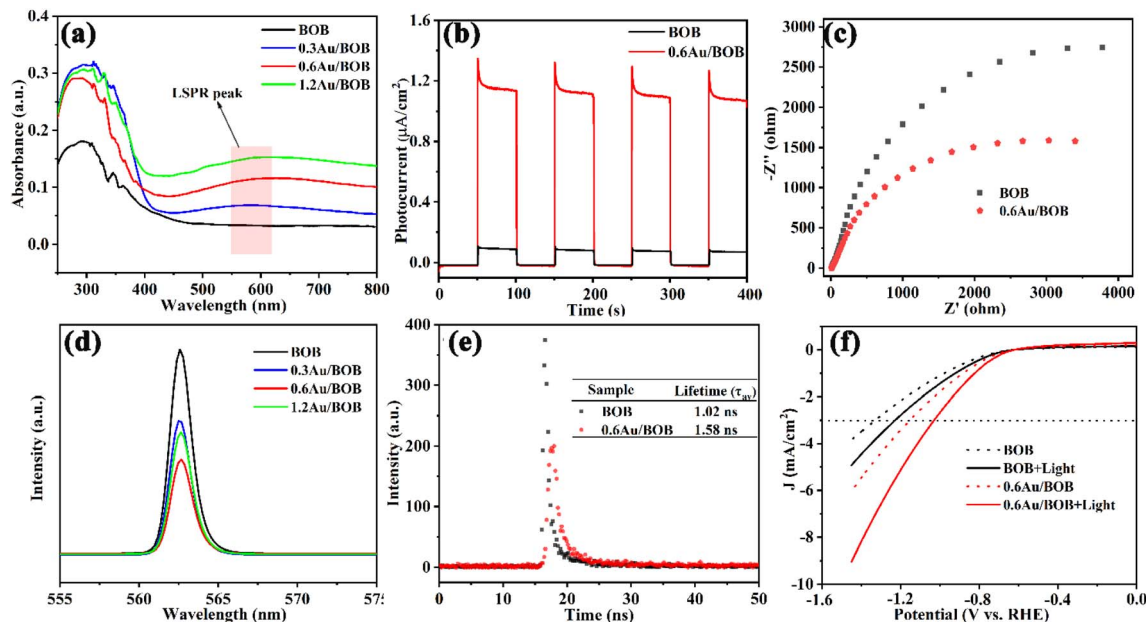 (a)
BOB
0.3Au/BOB
0.6Au/BOB
1.2Au/BOB
LSPR peak
0.3
0.2
0.1
0.0
Absorbance (a.u.)
300 400 500 600 700 800
Wavelength (nm)
(b)
BOB
0.6Au/BOB
1.6
1.2
0.8
0.4
0.0
Photocurrent (μA/cm²)
0 100 200 300 400
Time (s)
(c)
3000
2500
2000
1500
1000
500
0
-Z'' (ohm)
BOB
0.6Au/BOB
0 1000 2000 3000 4000
Z' (ohm)
(d)
BOB
0.3Au/BOB
0.6Au/BOB
1.2Au/BOB
Intensity (a.u.)
555 560 565 570 57
Wavelength (nm)
(e)
400
350
300
250
200
150
100
50
0
Intensity (a.u.)
Sample Lifetime (τav)
BOB 1.02 ns
0.6Au/BOB 1.58 ns
0 10 20 30 40 50
Time (ns)
(f)
0
-2
-4
-6
-8
-10
J (mA/cm²)
BOB
BOB+Light
0.6Au/BOB
0.6Au/BOB+Light
-1.6 -1.2 -0.8 -0.4 0.0
Potential (V vs. RHE)